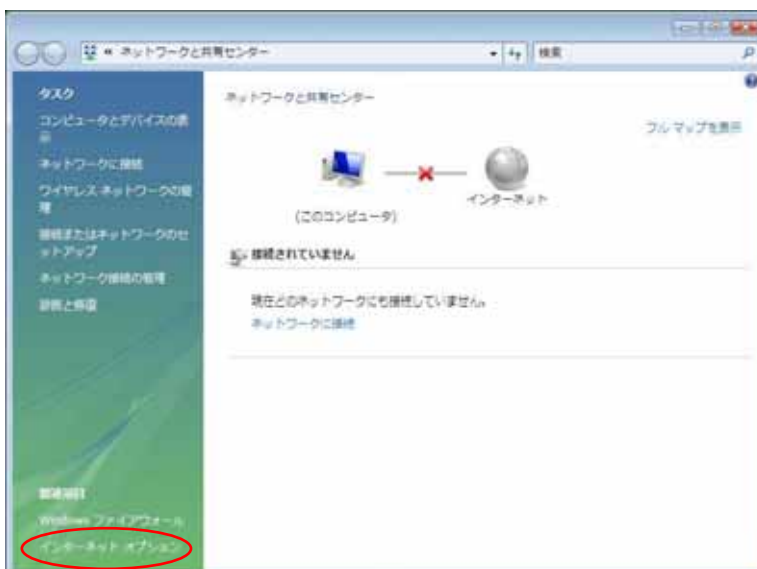 ネットワークと共有センター
検索
タスク
コンピュータとデバイスの表
示
ネットワークに接続
ワイヤレス ネットワークの管
理
接続またはネットワークのセ
ットアップ
ネットワーク接続の管理
診断と修復
関連項目
Windows ファイアウォール
インターネット オプション
ネットワークと共有センター
フル マップを表示
(このコンピュータ)
インターネット
接続されていません
現在どのネットワークにも接続していません。
ネットワークに接続